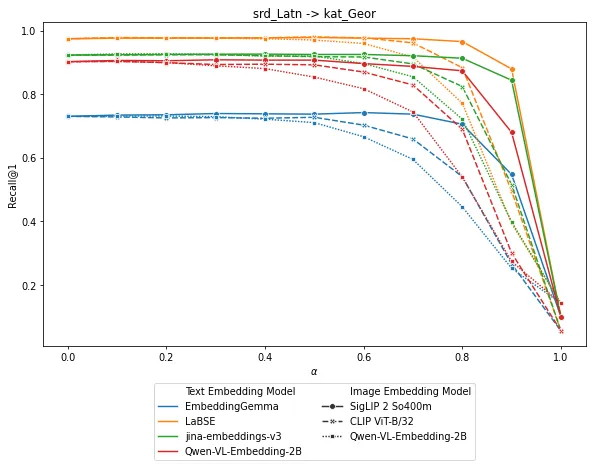 srd_Latn -> kat_Geor
Recall@1
1.0
0.8
0.6
0.4
0.2
0.0 0.2 0.4 0.6 0.8 1.0
α
Text Embedding Model
EmbeddingGemma
LaBSE
jina-embeddings-v3
Qwen-VL-Embedding-2B
Image Embedding Model
SigLIP 2 So400m
CLIP ViT-B/32
Qwen-VL-Embedding-2B